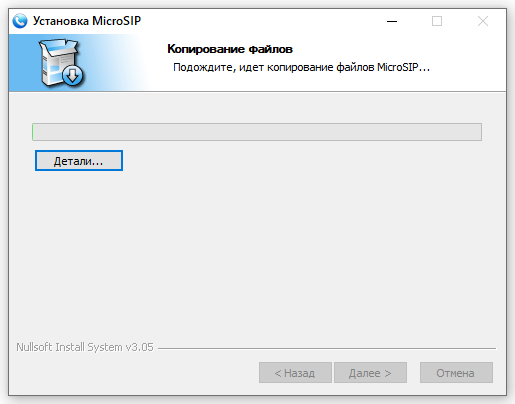 Установка MicroSIP
Копирование файлов
Подождите, идет копирование файлов MicroSIP...
Детали...
Nullsoft Install System v3.05
< Назад
Далее >
Отмена